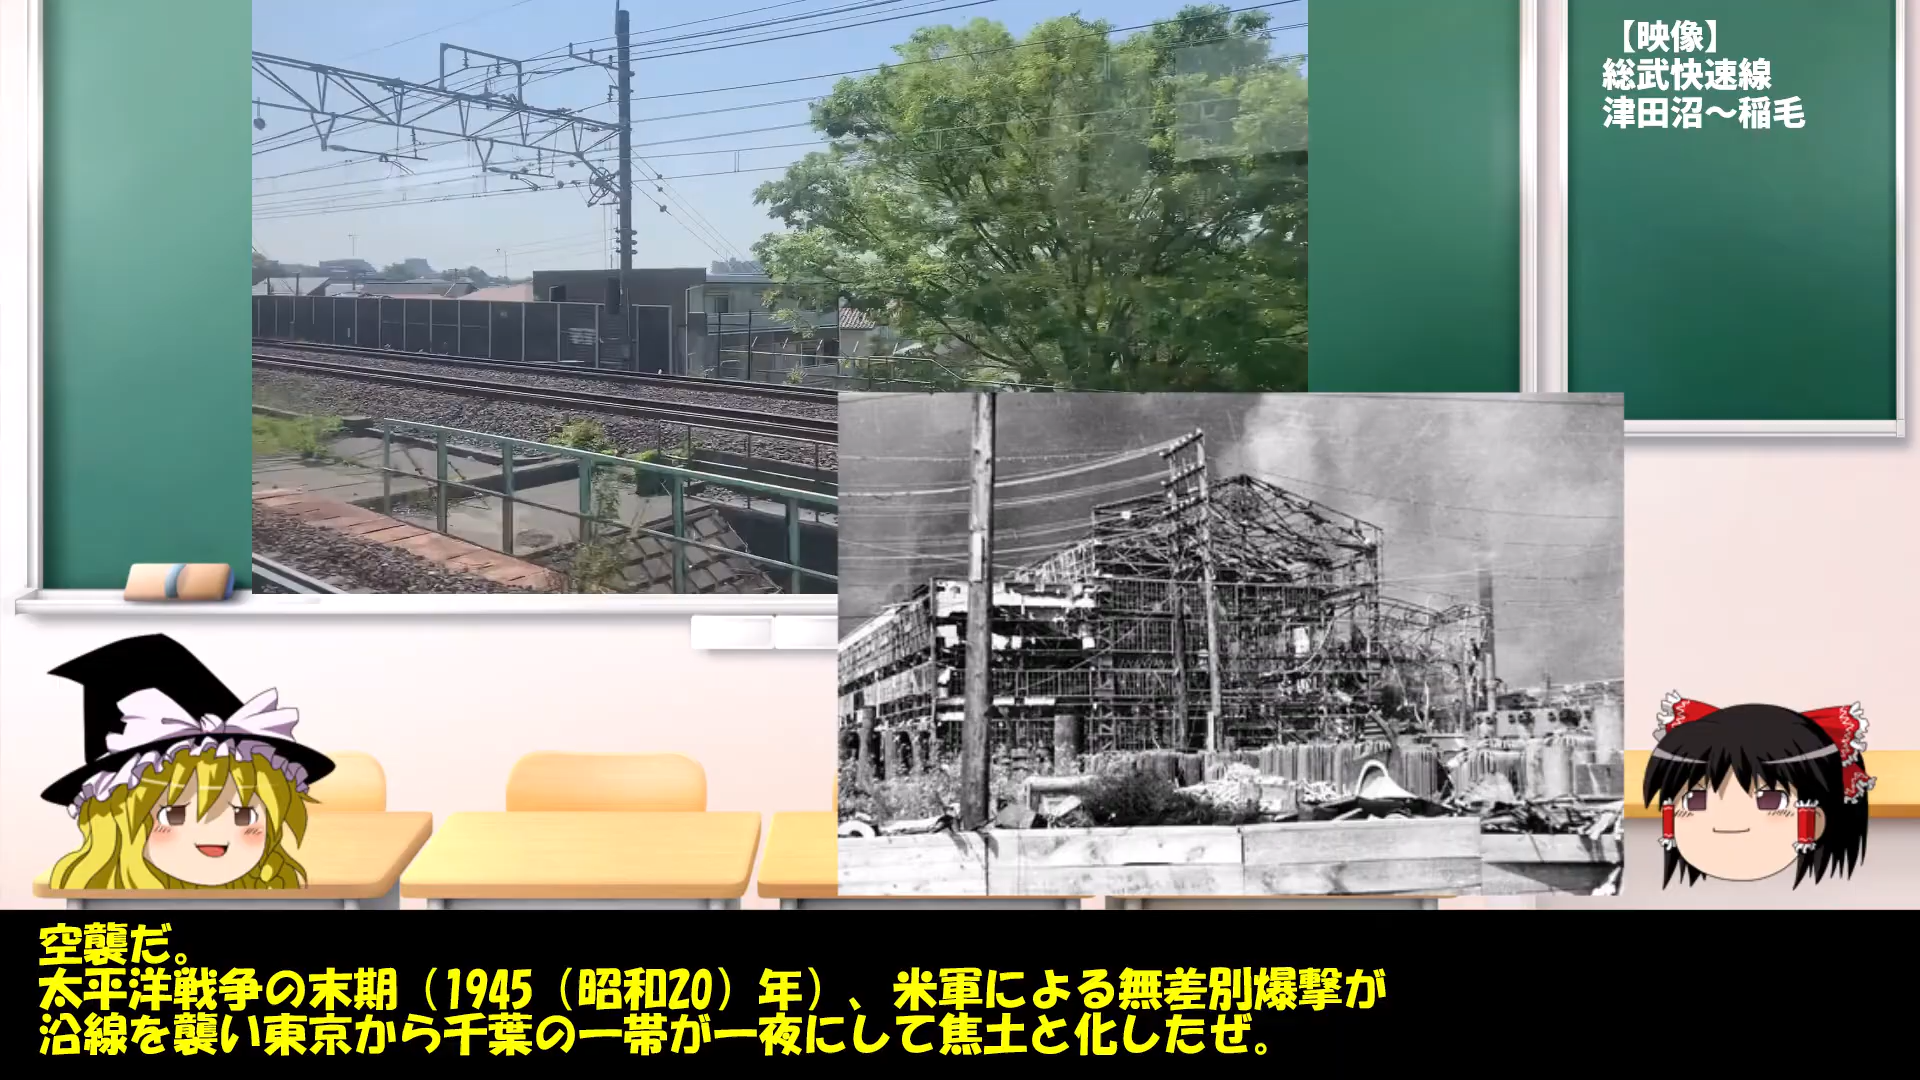 【映像】
総武快速線
津田沼～稲毛
空襲だ。
太平洋戦争の末期（1945（昭和20）年）、米軍による無差別爆撃が
沿線を襲い東京から千葉の一帯が一夜にして焦土と化したぜ。